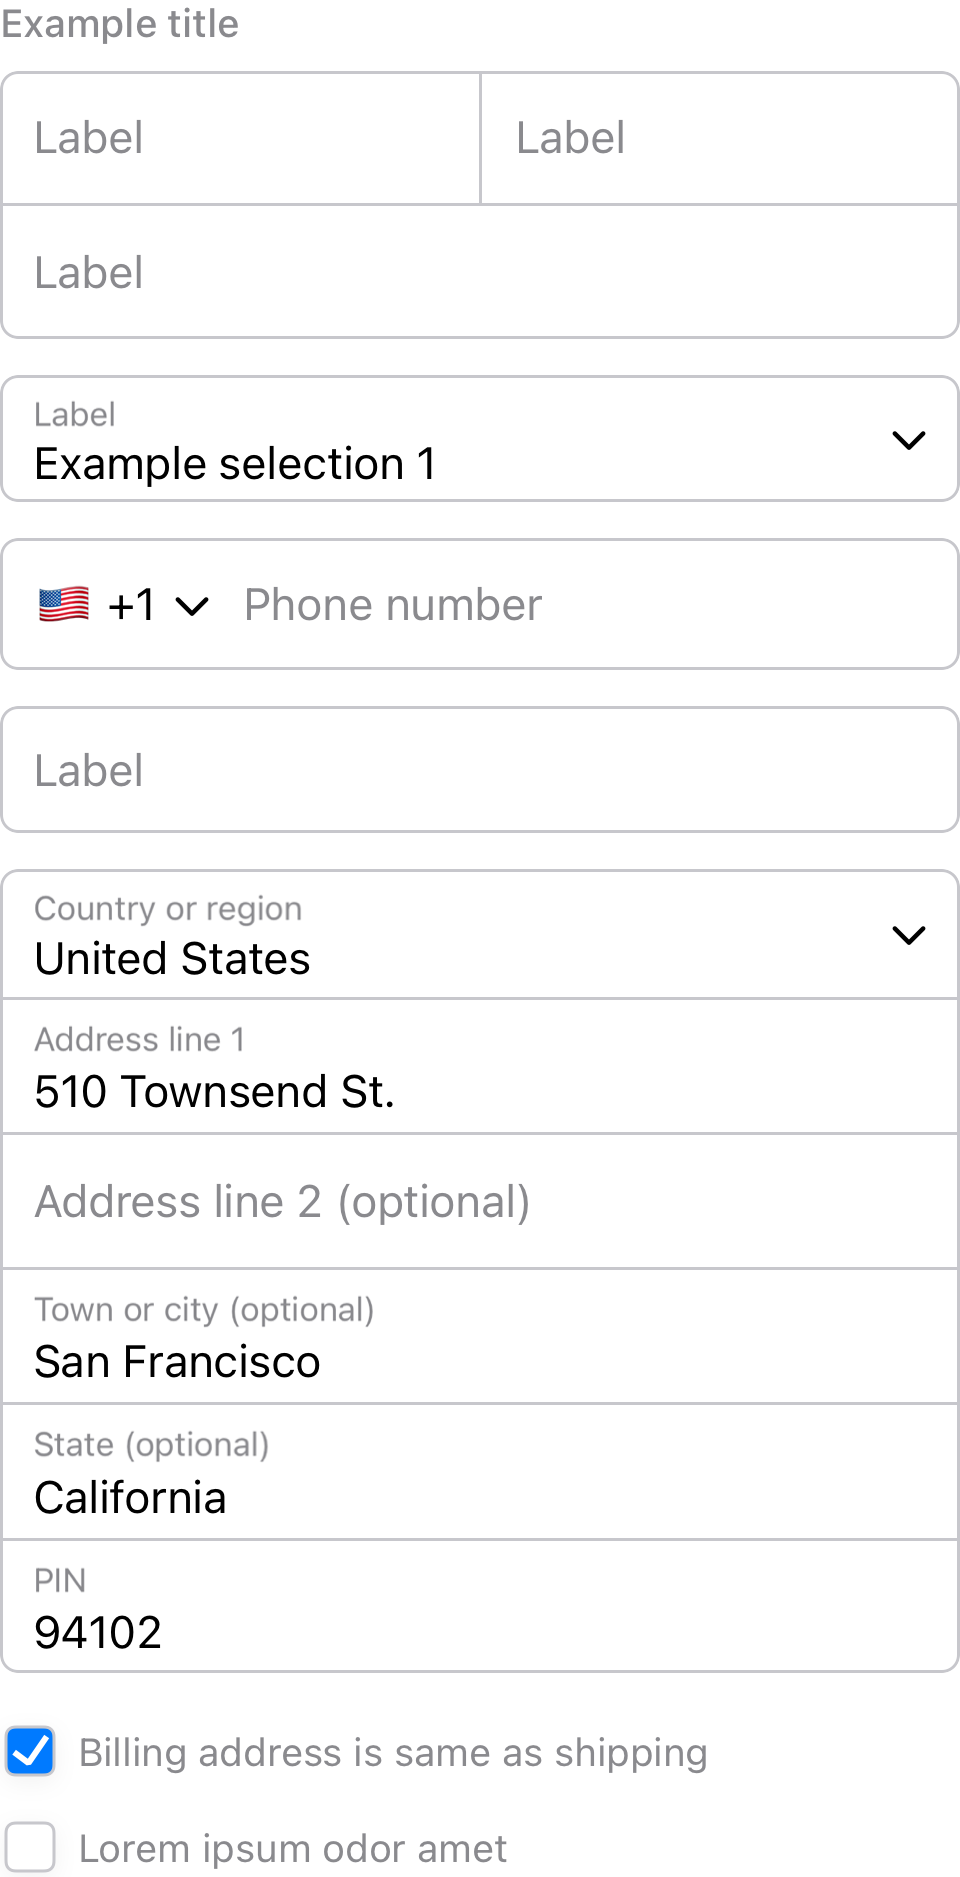 Example title
Label Label
Label
Label
Example selection 1
🇺🇸 +1 Phone number
Label
Country or region
United States
Address line 1
510 Townsend St.
Address line 2 (optional)
Town or city (optional)
San Francisco
State (optional)
California
PIN
94102
Billing address is same as shipping
Lorem ipsum odor amet